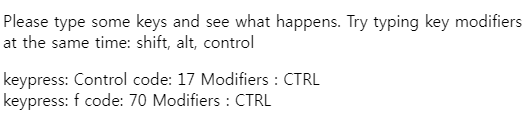 Please type some keys and see what happens. Try typing key modifiers
at the same time: shift, alt, control
keypress: Control code: 17 Modifiers : CTRL
keypress: f code: 70 Modifiers : CTRL